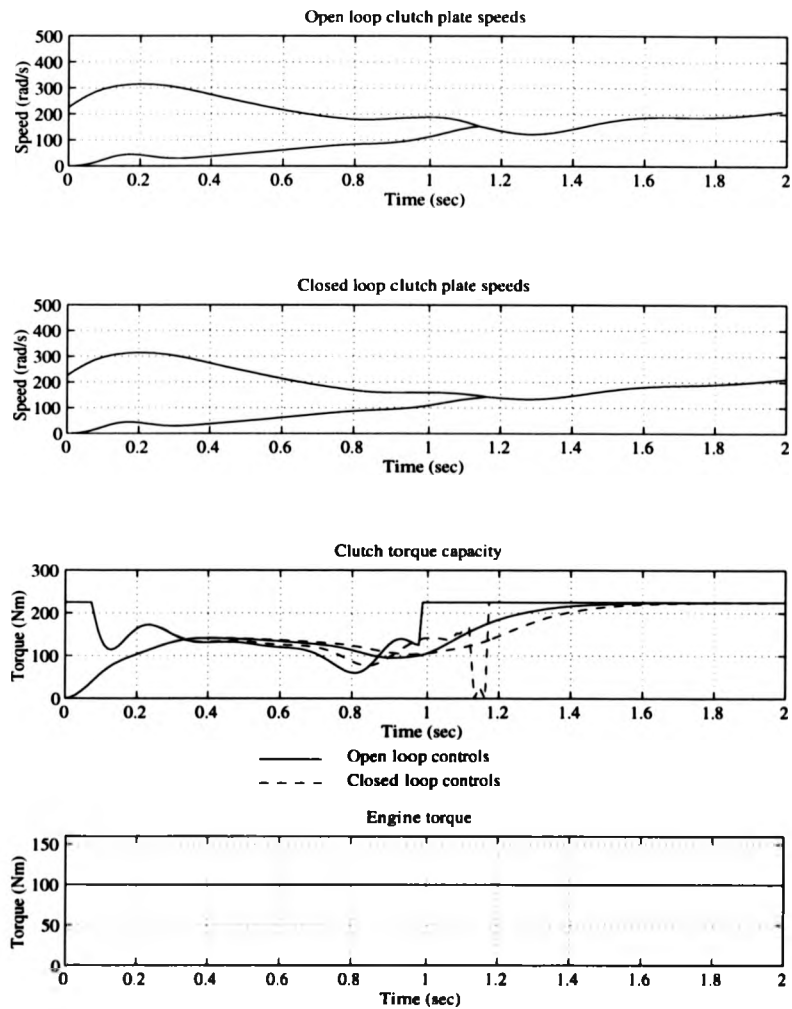 Open loop clutch plate speeds
500
400
300
200
100
0
Speed (rad/s)
0 0.2 0.4 0.6 0.8 1 1.2 1.4 1.6 1.8 2
Time (sec)
Closed loop clutch plate speeds
500
400
300
200
100
0
Speed (rad/s)
0 0.2 0.4 0.6 0.8 1 1.2 1.4 1.6 1.8 2
Time (sec)
Clutch torque capacity
300
200
100
0
Torque (Nm)
0 0.2 0.4 0.6 0.8 1 1.2 1.4 1.6 1.8 2
Time (sec)
Open loop controls
Closed loop controls
Engine torque
150
100
50
0
Torque (Nm)
0 0.2 0.4 0.6 0.8 1 1.2 1.4 1.6 1.8 2
Time (sec)